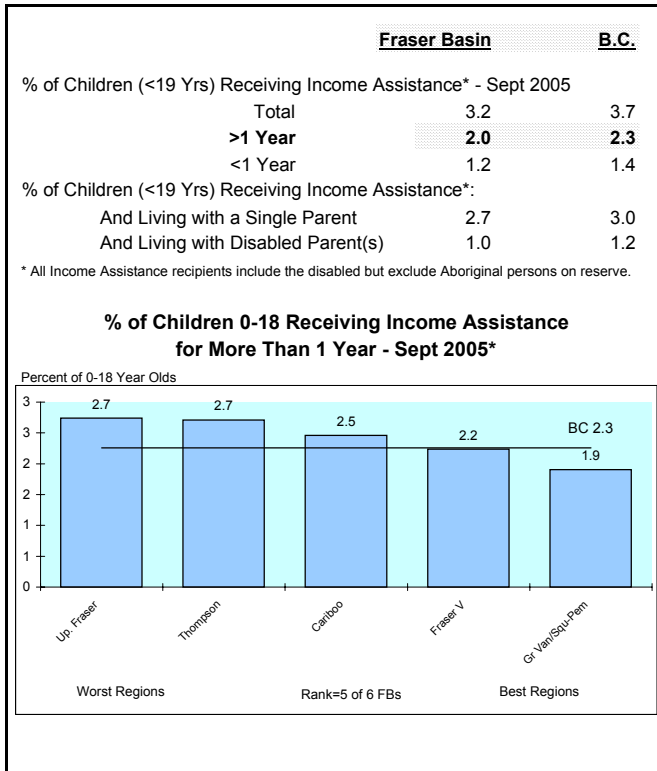 Fraser Basin B.C.
% of Children (<19 Yrs) Receiving Income Assistance* - Sept 2005
Total 3.2 3.7
>1 Year 2.0 2.3
<1 Year 1.2 1.4
% of Children (<19 Yrs) Receiving Income Assistance*:
And Living with a Single Parent 2.7 3.0
And Living with Disabled Parent(s) 1.0 1.2
* All Income Assistance recipients include the disabled but exclude Aboriginal persons on reserve.
% of Children 0-18 Receiving Income Assistance
for More Than 1 Year - Sept 2005*
Percent of 0-18 Year Olds
3
3
2
2
1
1
0
2.7 2.7 2.5 2.2 1.9
BC 2.3
Up. Fraser Thompson Cariboo Fraser V Gr Van/Squ-Pem
Worst Regions Rank=5 of 6 FBs Best Regions